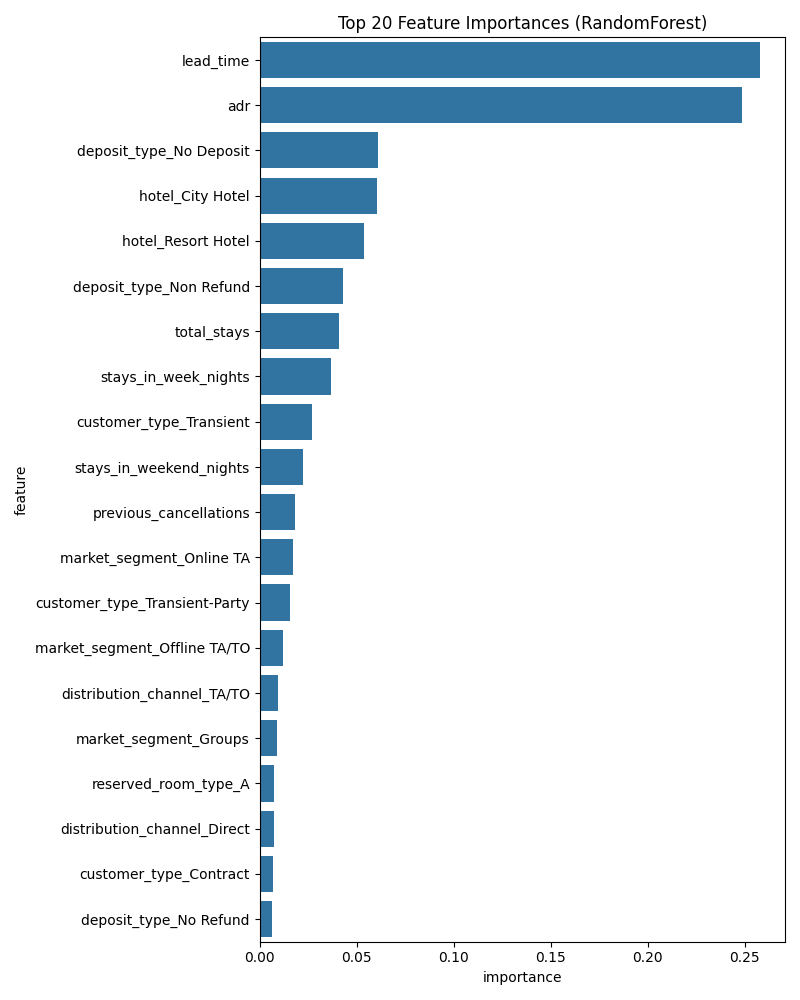 Top 20 Feature Importances (RandomForest)
lead_time
adr
deposit_type_No Deposit
hotel_City Hotel
hotel_Resort Hotel
deposit_type_Non Refund
total_stays
stays_in_week_nights
customer_type_Transient
stays_in_weekend_nights
feature
previous_cancellations
market_segment_Online TA
customer_type_Transient-Party
market_segment_Offline TA/TO
distribution_channel_TA/TO
market_segment_Groups
reserved_room_type_A
distribution_channel_Direct
customer_type_Contract
deposit_type_No Refund
0.00 0.05 0.10 0.15 0.20 0.25
importance